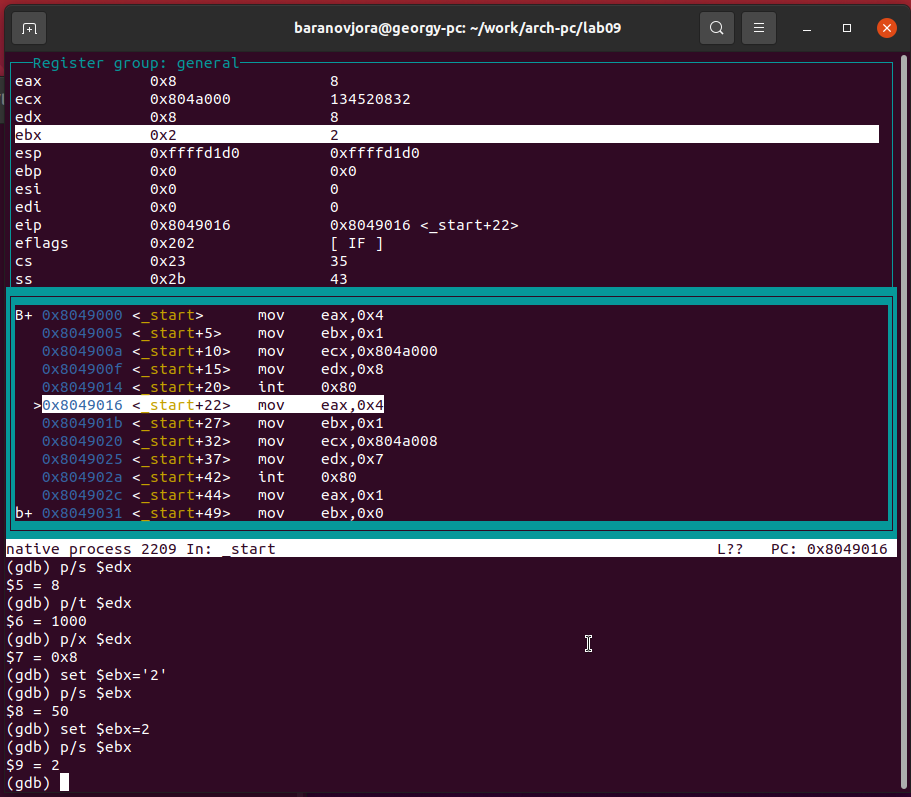 baranovjora@georgy-pc: ~/work/arch-pc/lab09
Register group: general
eax 0x8 8
ecx 0x804a000 134520832
edx 0x8 8
ebx 0x2 2
esp 0xffffd1d0 0xffffd1d0
ebp 0x0 0x0
esi 0x0 0
edi 0x0 0
eip 0x8049016 0x8049016 <_start+22>
eflags 0x202 [ IF ]
cs 0x23 35
ss 0x2b 43
B+ 0x8049000 <_start> mov eax,0x4
0x8049005 <_start+5> mov ebx,0x1
0x804900a <_start+10> mov ecx,0x804a000
0x804900f <_start+15> mov edx,0x8
0x8049014 <_start+20> int 0x80
>0x8049016 <_start+22> mov eax,0x4
0x804901b <_start+27> mov ebx,0x1
0x8049020 <_start+32> mov ecx,0x804a008
0x8049025 <_start+37> mov edx,0x7
0x804902a <_start+42> int 0x80
0x804902c <_start+44> mov eax,0x1
b+ 0x8049031 <_start+49> mov ebx,0x0
native process 2209 In: _start L?? PC: 0x8049016
(gdb) p/s $edx
$5 = 8
(gdb) p/t $edx
$6 = 1000
(gdb) p/x $edx
$7 = 0x8
(gdb) set $ebx='2'
(gdb) p/s $ebx
$8 = 50
(gdb) set $ebx=2
(gdb) p/s $ebx
$9 = 2
(gdb)